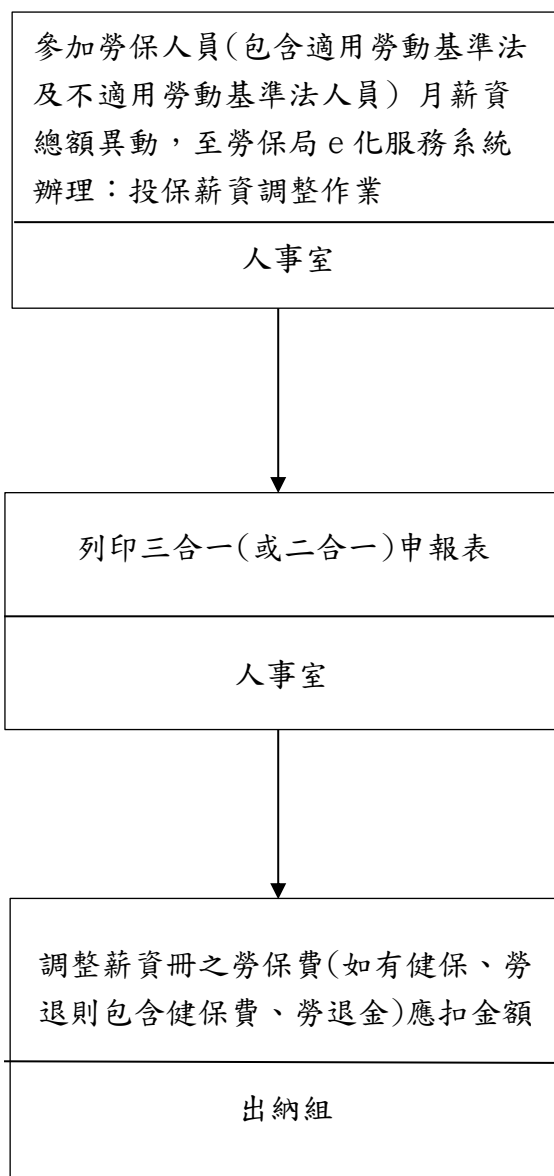 參加勞保人員(包含適用勞動基準法
及不適用勞動基準法人員) 月薪資
總額異動,至勞保局 e 化服務系統
辦理:投保薪資調整作業
人事室
列印三合一(或二合一)申報表
人事室
調整薪資冊之勞保費(如有健保、勞
退則包含健保費、勞退金)應扣金額
出納組